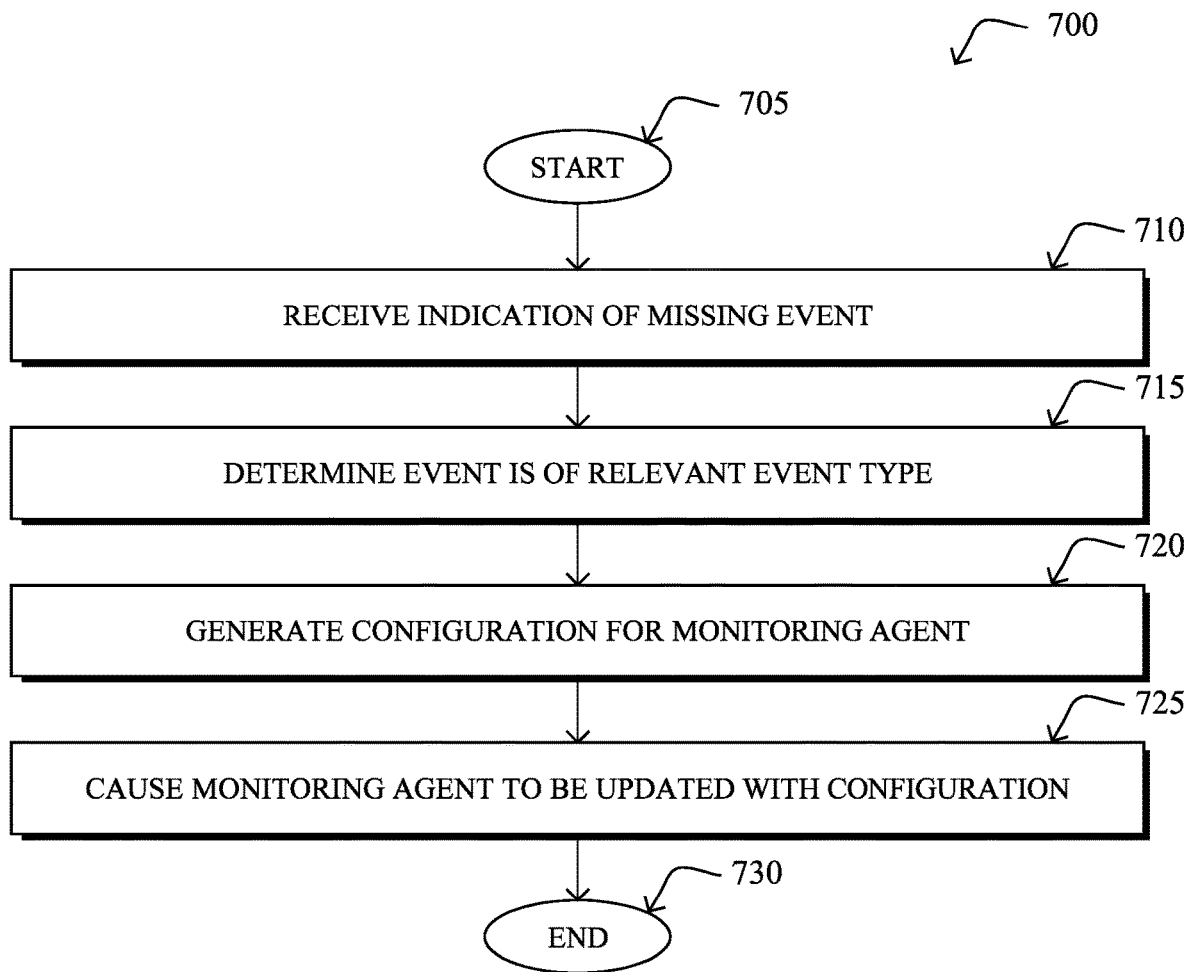 700
705
START
710
RECEIVE INDICATION OF MISSING EVENT
715
DETERMINE EVENT IS OF RELEVANT EVENT TYPE
720
GENERATE CONFIGURATION FOR MONITORING AGENT
725
CAUSE MONITORING AGENT TO BE UPDATED WITH CONFIGURATION
730
END